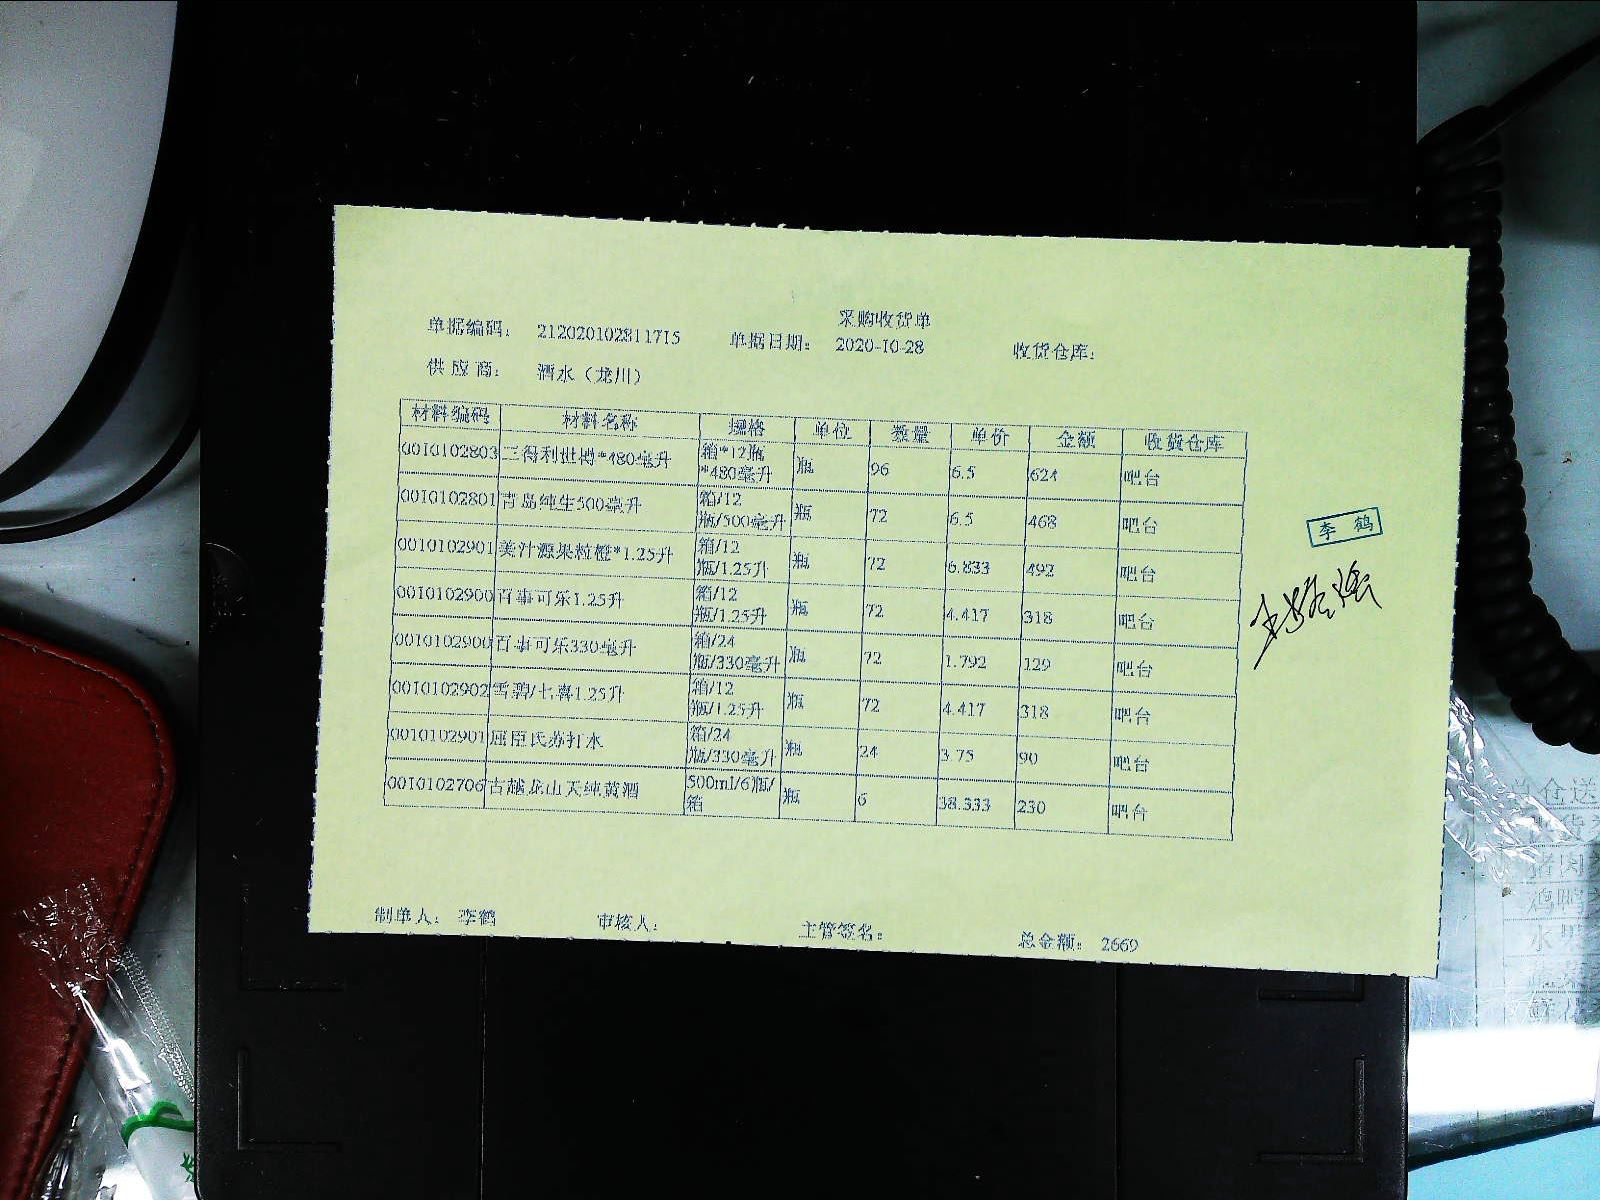 采购收货单
单据编码： 212020102811715 单据日期： 2020-10-28 收货仓库：
供应商： 酒水（龙川）
材料编码 材料名称 规格 单位 数量 单价 金额 收货仓库
0010102803 三得利世博*480毫升 箱*12瓶*480毫升 瓶 96 6.5 624 吧台
0010102801 青岛纯生500毫升 箱/12瓶/500毫升 瓶 72 6.5 468 吧台
0010102901 美汁源果粒橙*1.25升 箱/12瓶/1.25升 瓶 72 6.833 492 吧台
0010102900 百事可乐1.25升 箱/12瓶/1.25升 瓶 72 4.417 318 吧台
0010102900 百事可乐330毫升 箱/24瓶/330毫升 瓶 72 1.792 129 吧台
0010102902 雪碧/七喜1.25升 箱/12瓶/1.25升 瓶 72 4.417 318 吧台
0010102901 屈臣氏苏打水 箱/24瓶/330毫升 瓶 24 3.75 90 吧台
0010102706 古越龙山天纯黄酒 500ml/6瓶/箱 瓶 6 38.333 230 吧台
李鹤
制单人： 李鹤 审核人： 主管签名： 总金额： 2669